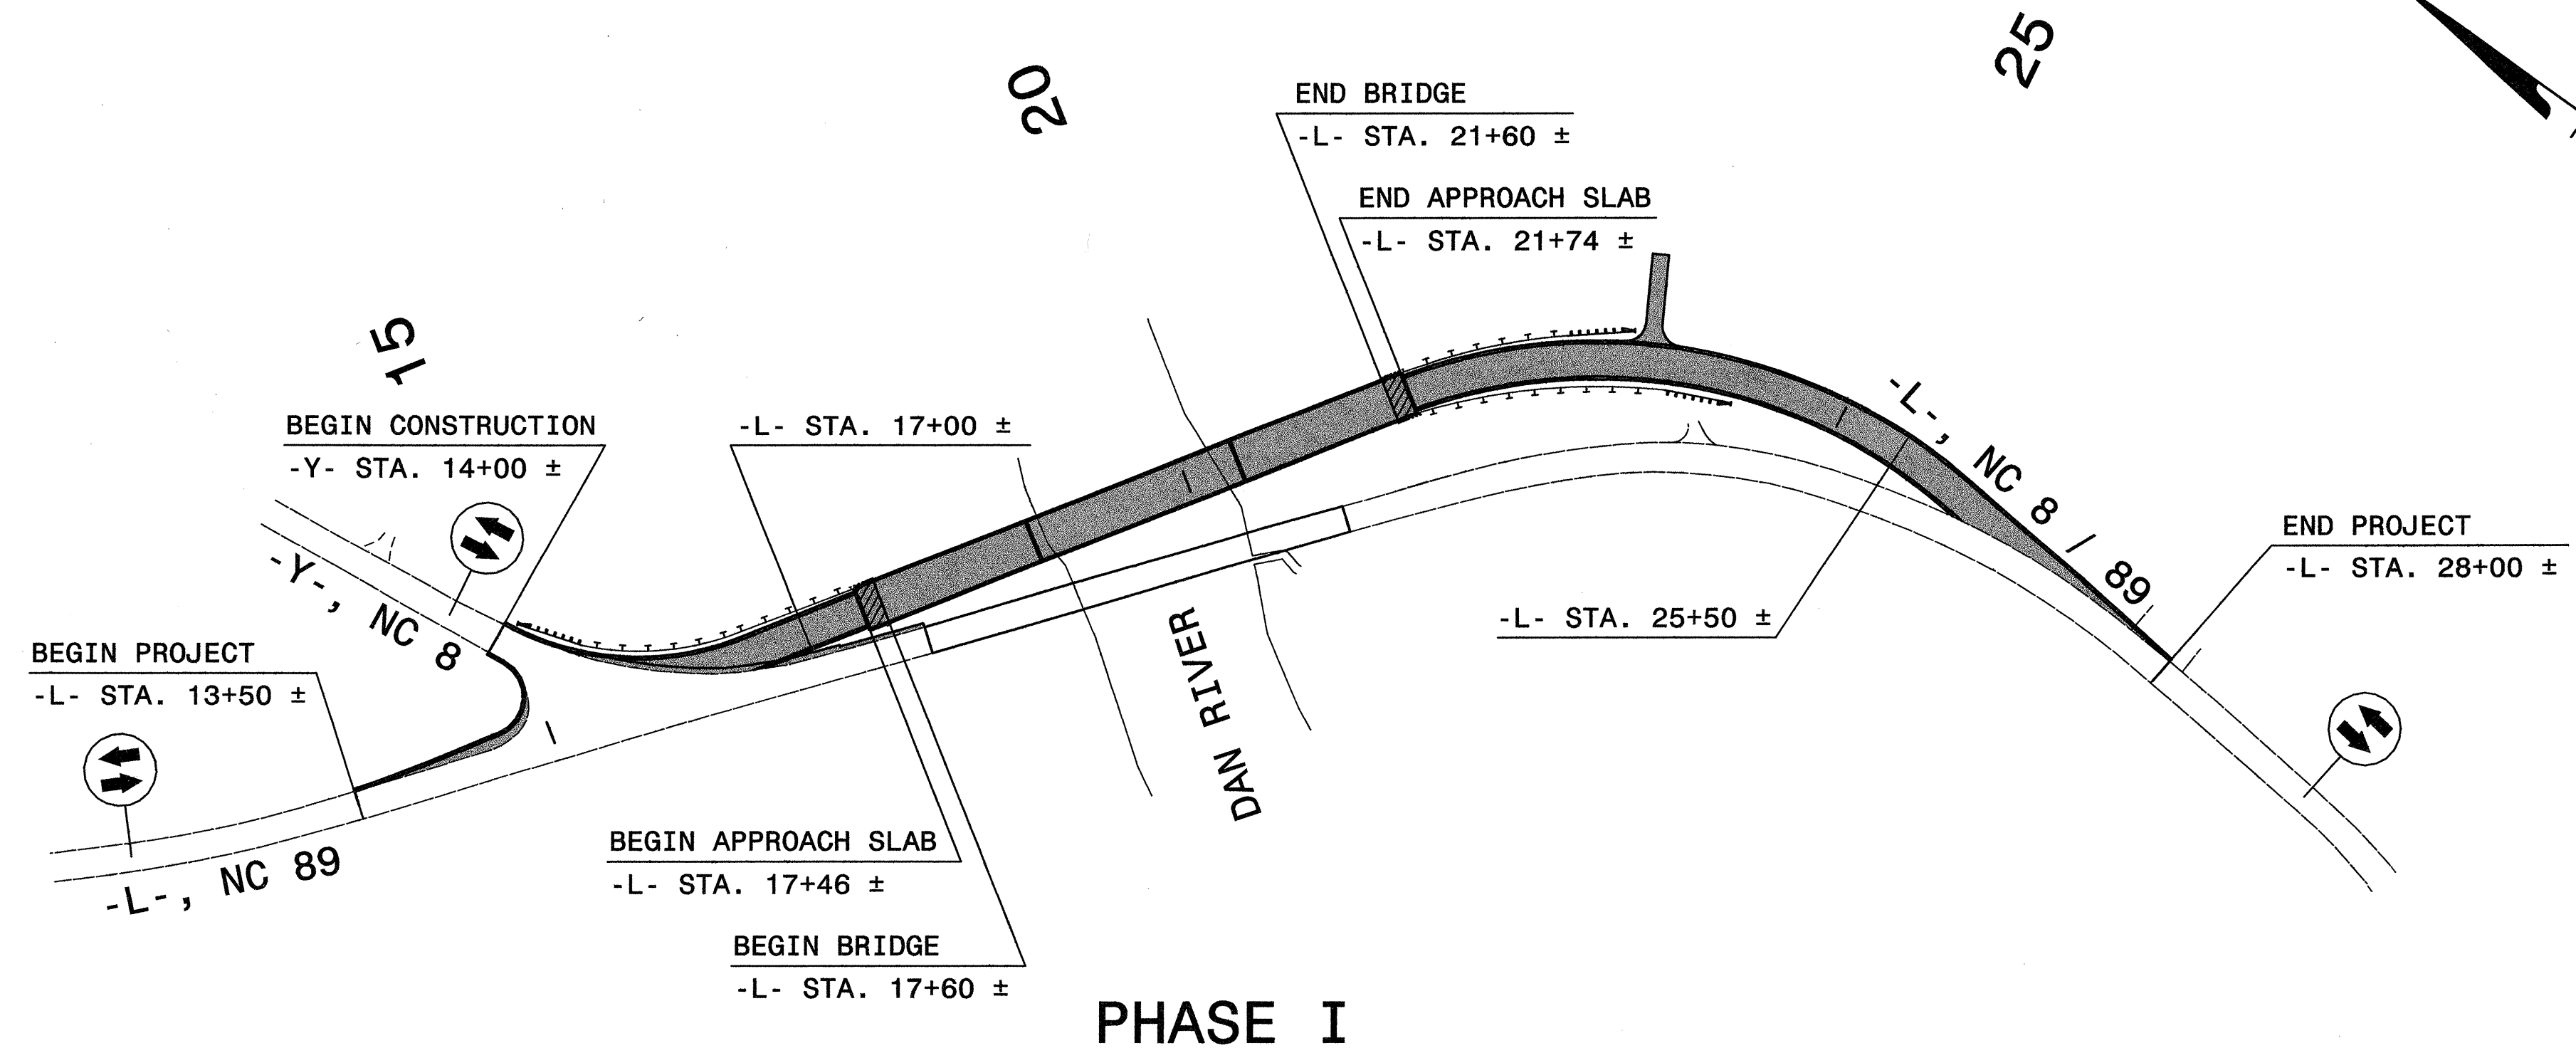 25
20
END BRIDGE
-L- STA. 21+60 ±
END APPROACH SLAB
-L- STA. 21+74 ±
15
BEGIN CONSTRUCTION
-Y- STA. 14+00 ±
-L- STA. 17+00 ±
-L-, NC 8 / 89
END PROJECT
-L- STA. 28+00 ±
-Y-, NC 8
-L- STA. 25+50 ±
BEGIN PROJECT
-L- STA. 13+50 ±
DAN RIVER
-L-, NC 89
BEGIN APPROACH SLAB
-L- STA. 17+46 ±
BEGIN BRIDGE
-L- STA. 17+60 ±
PHASE I